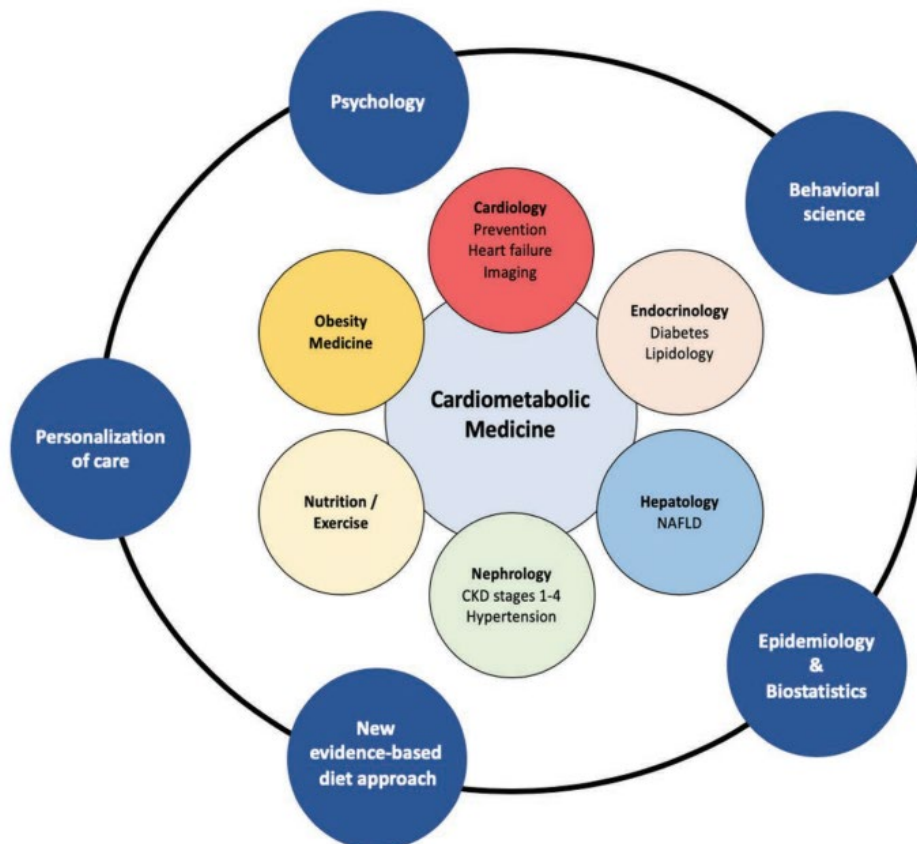 Psychology
Behavioral
science
Cardiology
Prevention
Heart failure
Imaging
Obesity
Medicine
Endocrinology
Diabetes
Lipidology
Cardiometabolic
Medicine
Personalization
of care
Nutrition /
Exercise
Hepatology
NAFLD
Nephrology
CKD stages 1-4
Hypertension
Epidemiology
&
Biostatistics
New
evidence-based
diet approach